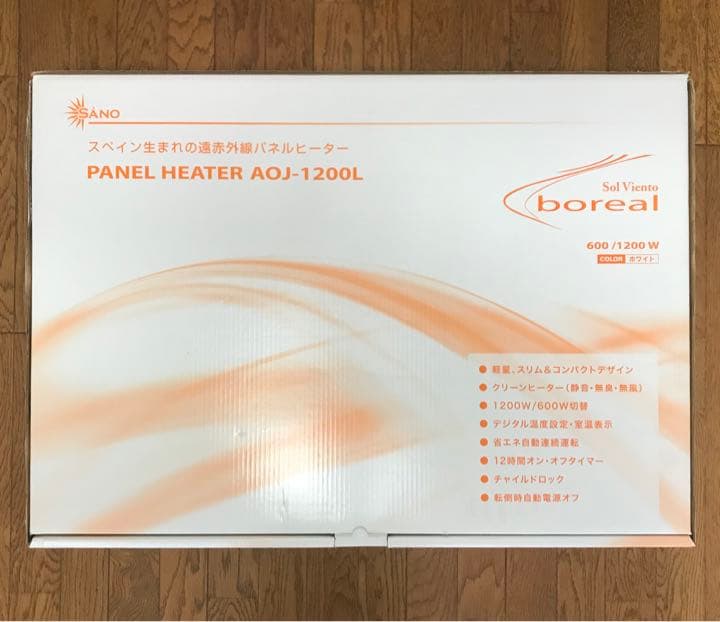 SÁNO
スペイン生まれの遠赤外線パネルヒーター
PANEL HEATER AOJ-1200L
Sol Viento
boreal
600 /1200 W
COLOR ホワイト
● 軽量、スリム&コンパクトデザイン
● クリーンヒーター(静音・無臭・無風)
● 1200W/600W切替
● デジタル温度設定・室温表示
● 省エネ自動連続運転
● 12時間オン・オフタイマー
● チャイルドロック
● 転倒時自動電源オフ